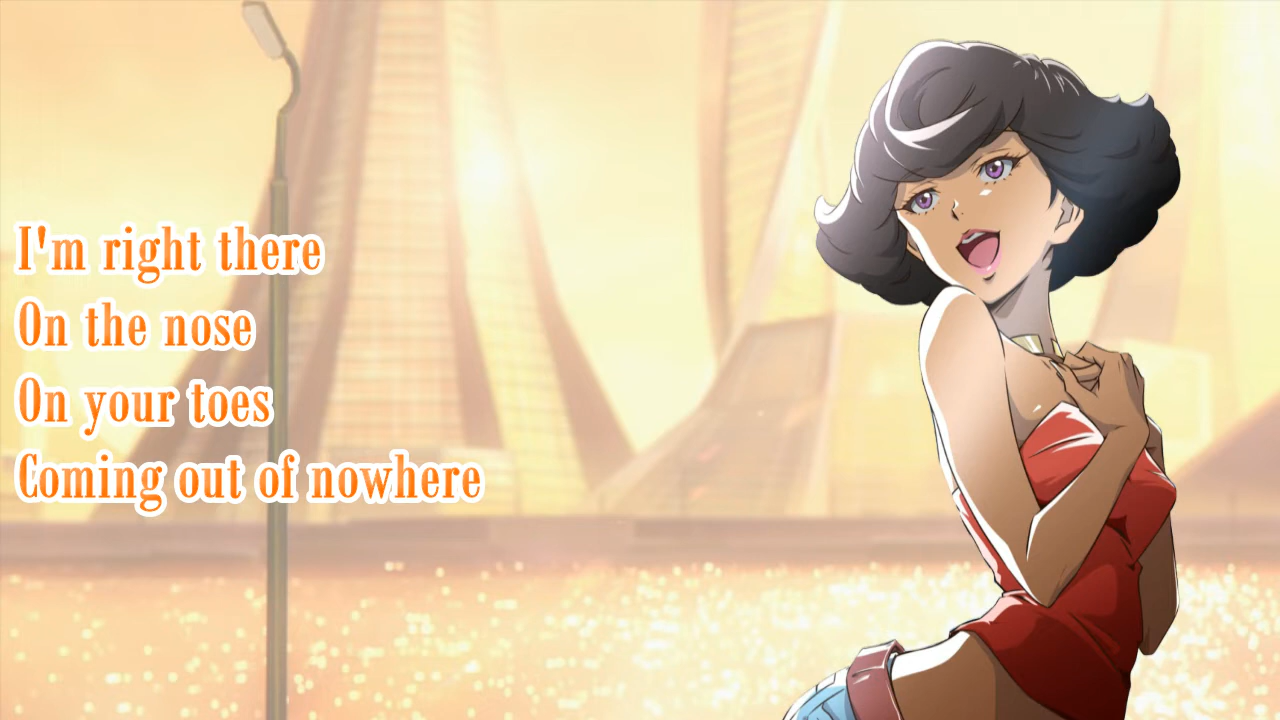 I'm right there
On the nose
On your toes
Coming out of nowhere